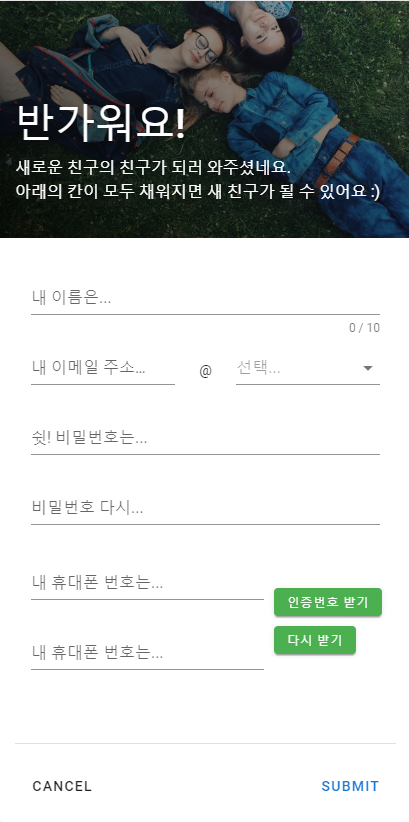 반가워요!
새로운 친구의 친구가 되러 와주셨네요.
아래의 칸이 모두 채워지면 새 친구가 될 수 있어요 :)
내 이름은...
0 / 10
내 이메일 주소... @ 선택...
쉿! 비밀번호는...
비밀번호 다시...
내 휴대폰 번호는...
인증번호 받기
다시 받기
내 휴대폰 번호는...
CANCEL SUBMIT